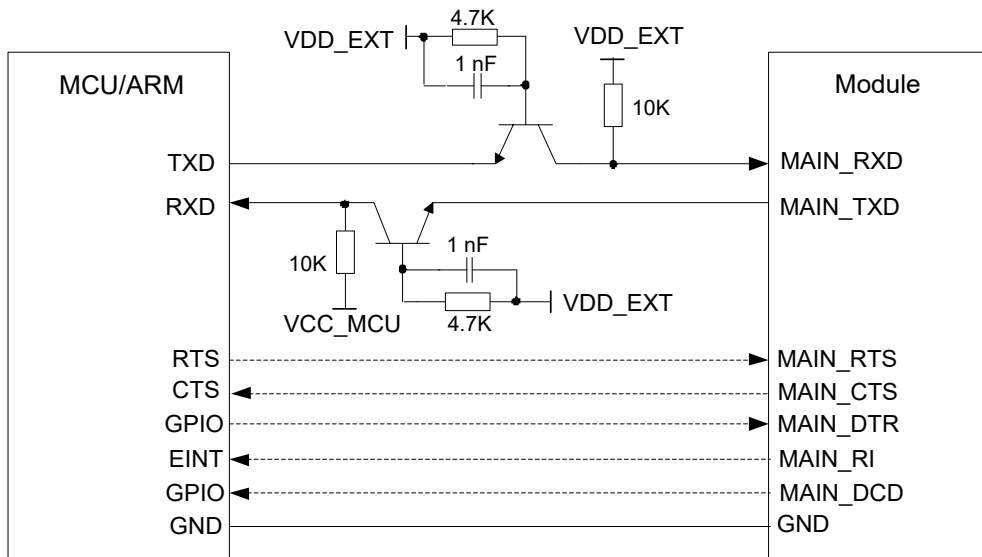 4.7K
VDD_EXT
VDD_EXT
1 nF
MCU/ARM
Module
10K
TXD
MAIN_RXD
RXD
MAIN_TXD
1 nF
10K
VDD_EXT
VCC_MCU
4.7K
RTS
MAIN_RTS
CTS
MAIN_CTS
GPIO
MAIN_DTR
EINT
MAIN_RI
GPIO
MAIN_DCD
GND
GND